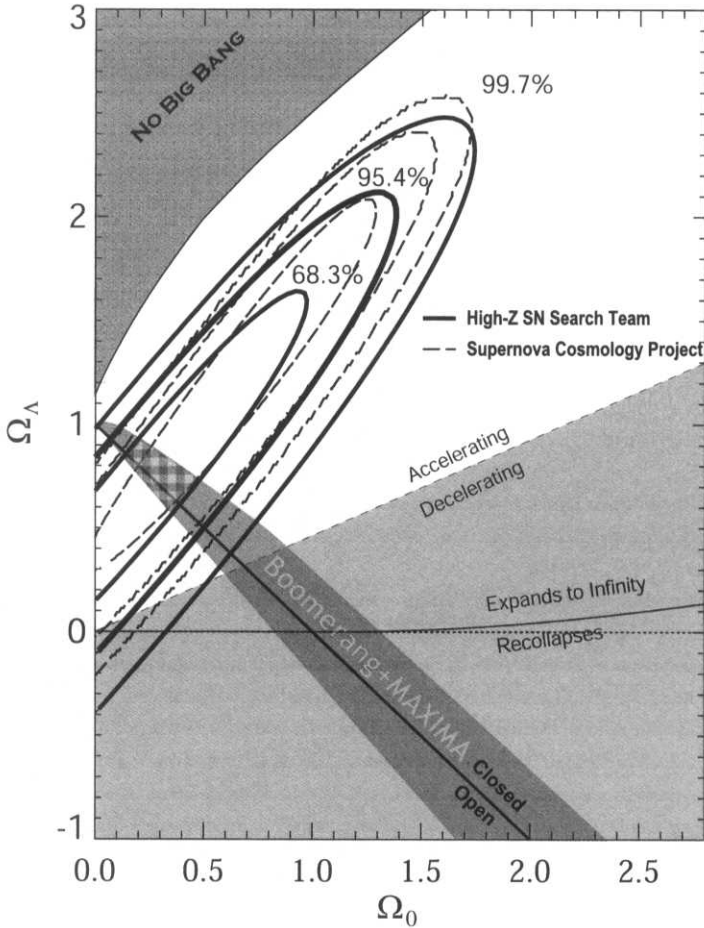 3
NO BIG BANG
99.7%
2
95.4%
68.3%
High-Z SN Search Team
Supernova Cosmology Project
1
ΩΛ
Accelerating
Decelerating
Expands to Infinity
0
Recollapses
Boomerang+MAXIMA
Closed
Open
-1
0.0 0.5 1.0 1.5 2.0 2.5
Ω0